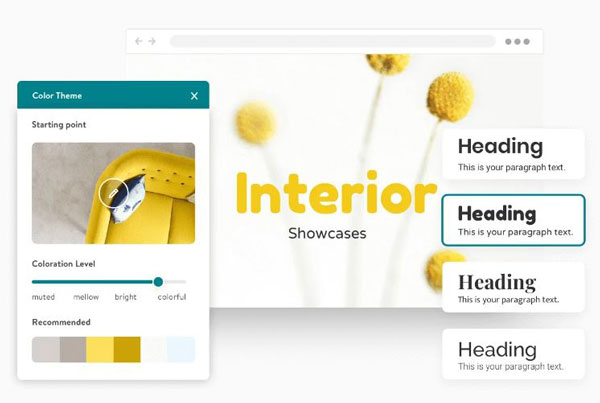 Color Theme X
Starting point
Coloration Level
muted mellow bright colorful
Recommended
Interior
Showcases
Heading
This is your paragraph text.
Heading
This is your paragraph text.
Heading
This is your paragraph text.
Heading
This is your paragraph text.